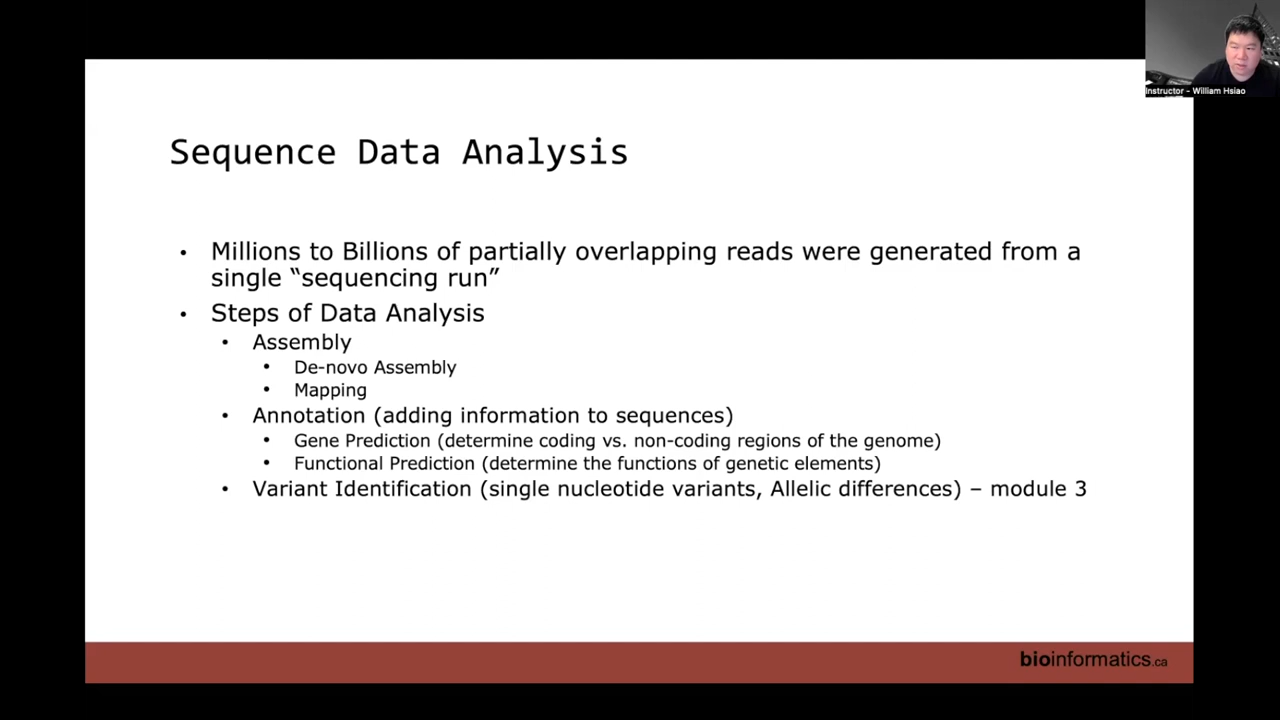 Instructor - William Hsiao
Sequence Data Analysis
• Millions to Billions of partially overlapping reads were generated from a
single “sequencing run”
• Steps of Data Analysis
• Assembly
• De-novo Assembly
• Mapping
• Annotation (adding information to sequences)
• Gene Prediction (determine coding vs. non-coding regions of the genome)
• Functional Prediction (determine the functions of genetic elements)
• Variant Identification (single nucleotide variants, Allelic differences) – module 3
bioinformatics.ca